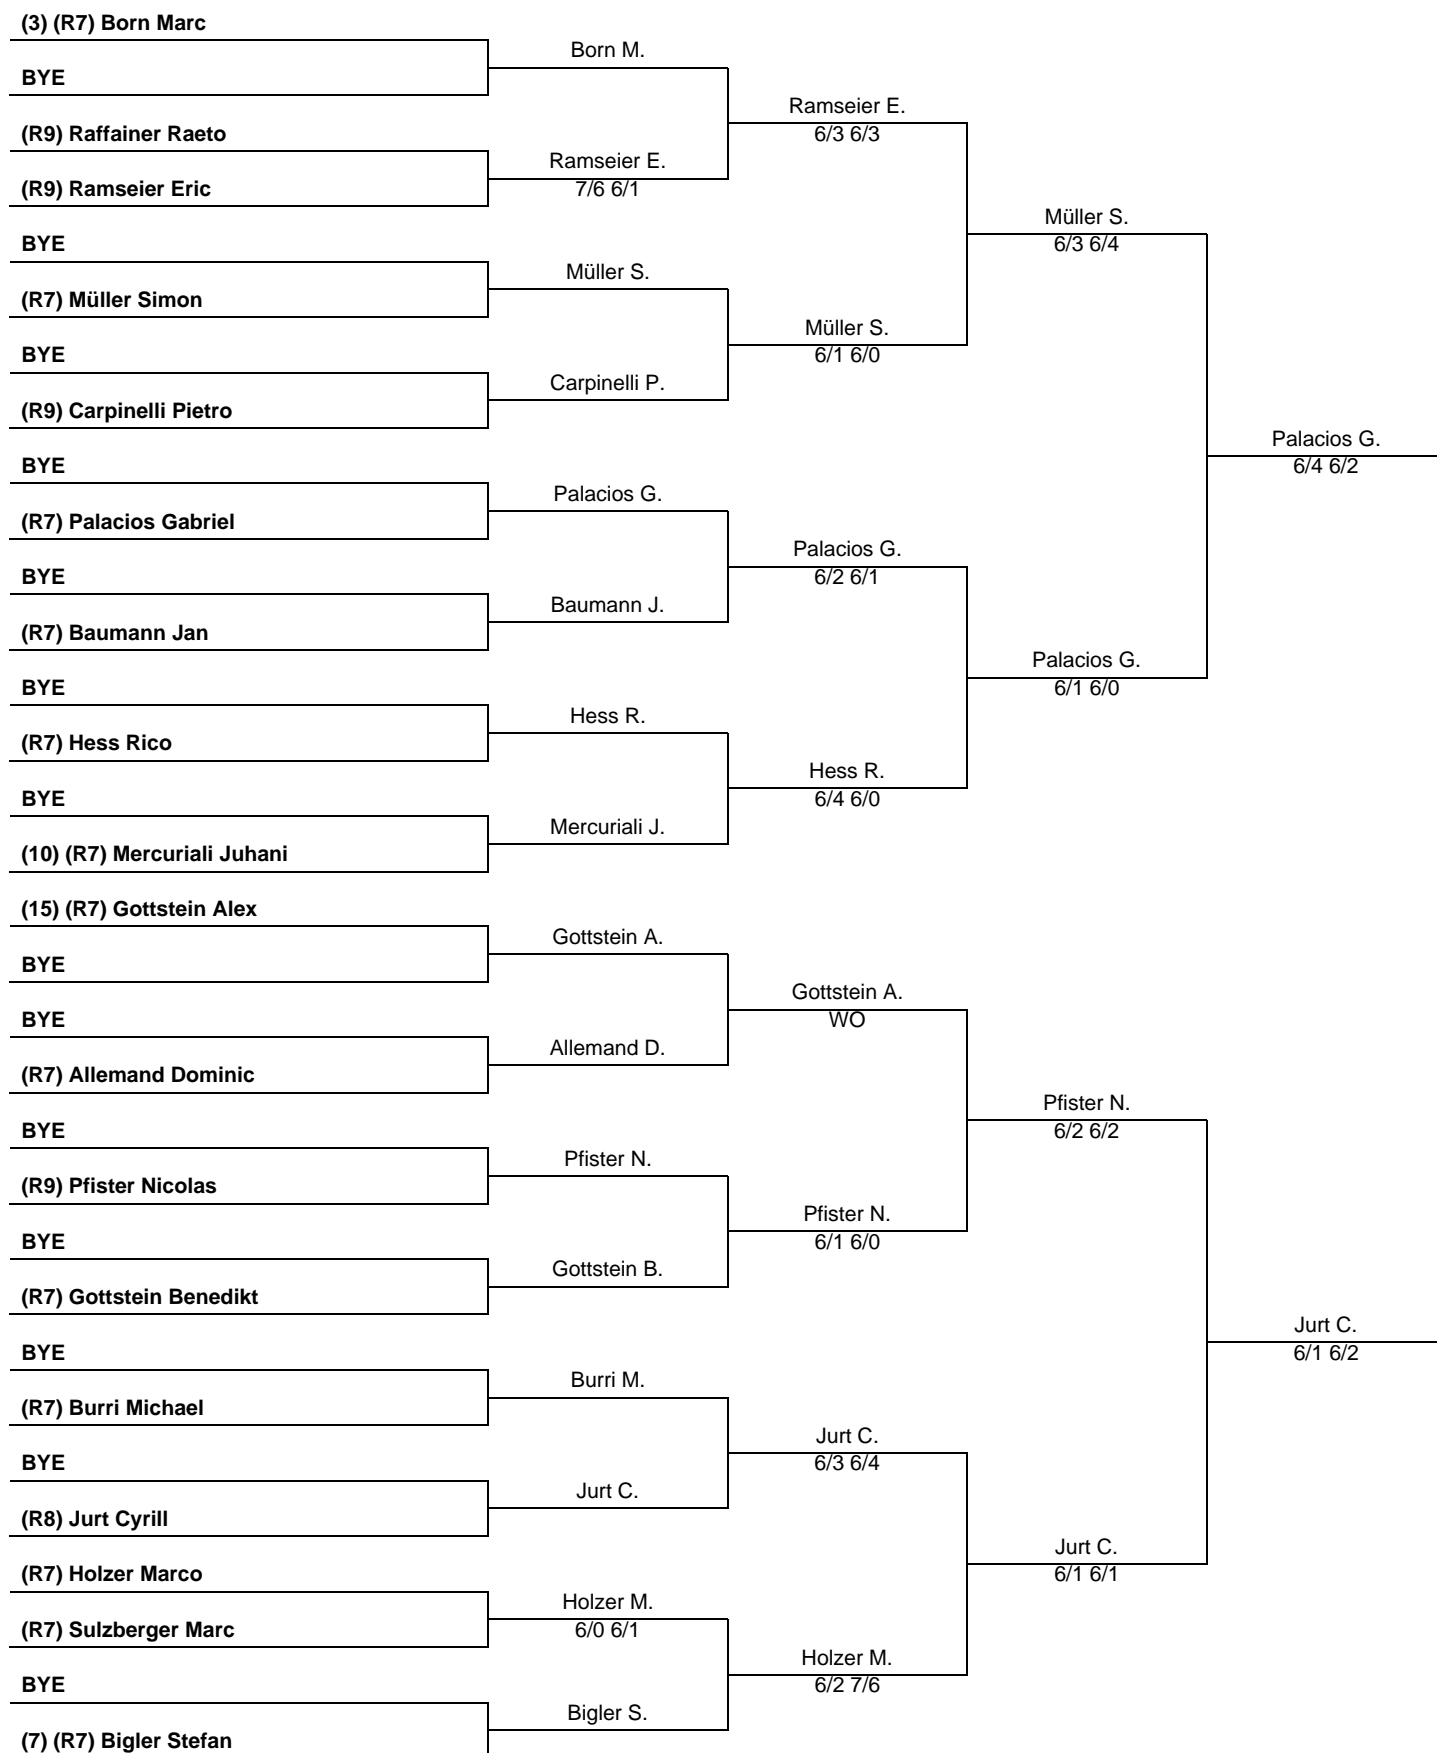 (3) (R7) Born Marc
BYE
(R9) Raffainer Raeto
(R9) Ramseier Eric
BYE
(R7) Müller Simon
BYE
(R9) Carpinelli Pietro
BYE
(R7) Palacios Gabriel
BYE
(R7) Baumann Jan
BYE
(R7) Hess Rico
BYE
(10) (R7) Mercuriali Juhani
(15) (R7) Gottstein Alex
BYE
BYE
(R7) Allemand Dominic
BYE
(R9) Pfister Nicolas
BYE
(R7) Gottstein Benedikt
BYE
(R7) Burri Michael
BYE
(R8) Jurt Cyrill
(R7) Holzer Marco
(R7) Sulzberger Marc
BYE
(7) (R7) Bigler Stefan
Born M.
Ramseier E.
7/6 6/1
Müller S.
Carpinelli P.
Palacios G.
Baumann J.
Hess R.
Mercuriali J.
Gottstein A.
Allemand D.
Pfister N.
Gottstein B.
Burri M.
Jurt C.
Holzer M.
6/0 6/1
Bigler S.
Ramseier E.
6/3 6/3
Müller S.
6/1 6/0
Palacios G.
6/2 6/1
Hess R.
6/4 6/0
Gottstein A.
WO
Pfister N.
6/1 6/0
Jurt C.
6/3 6/4
Holzer M.
6/2 7/6
Müller S.
6/3 6/4
Palacios G.
6/1 6/0
Pfister N.
6/2 6/2
Jurt C.
6/1 6/1
Palacios G.
6/4 6/2
Jurt C.
6/1 6/2